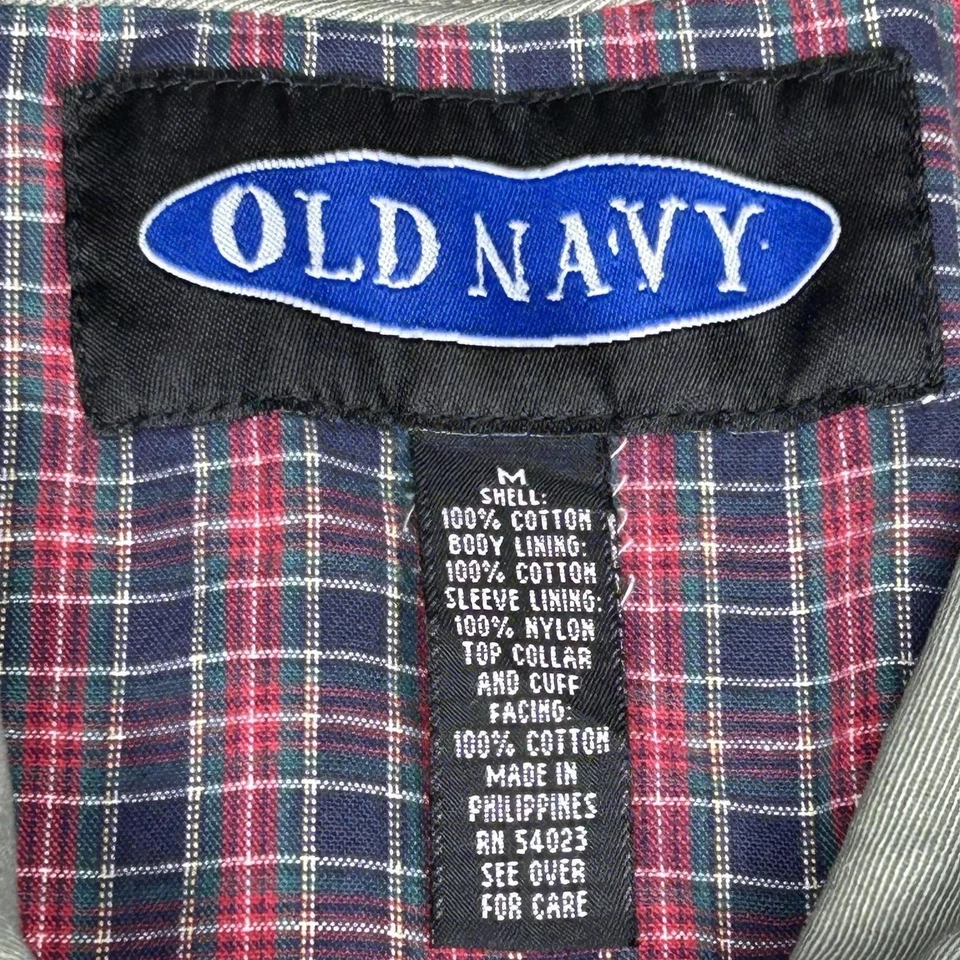 OLD NAVY
M
SHELL:
100% COTTON
BODY LINING:
100% COTTON
SLEEVE LINING:
100% NYLON
TOP COLLAR
AND CUFF
FACING:
100% COTTON
MADE IN
PHILIPPINES
RN 54023
SEE OVER
FOR CARE